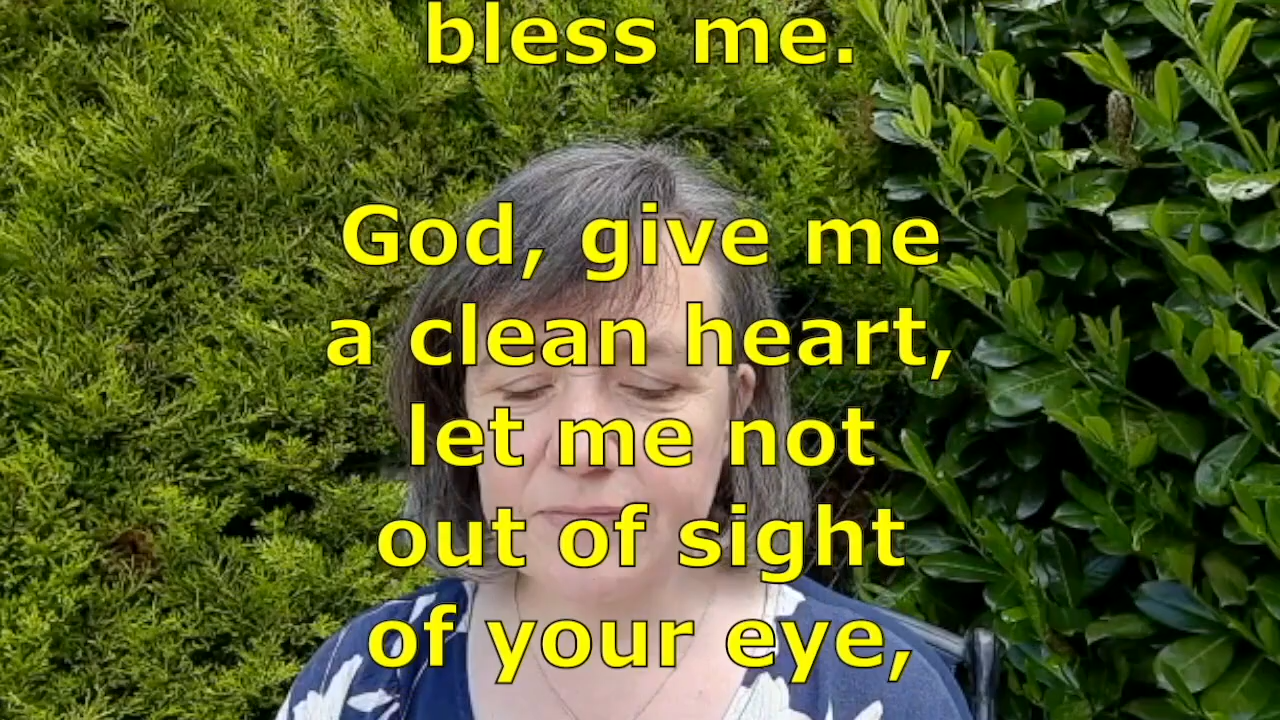 bless me.
God, give me
a clean heart,
let me not
out of sight
of your eye,